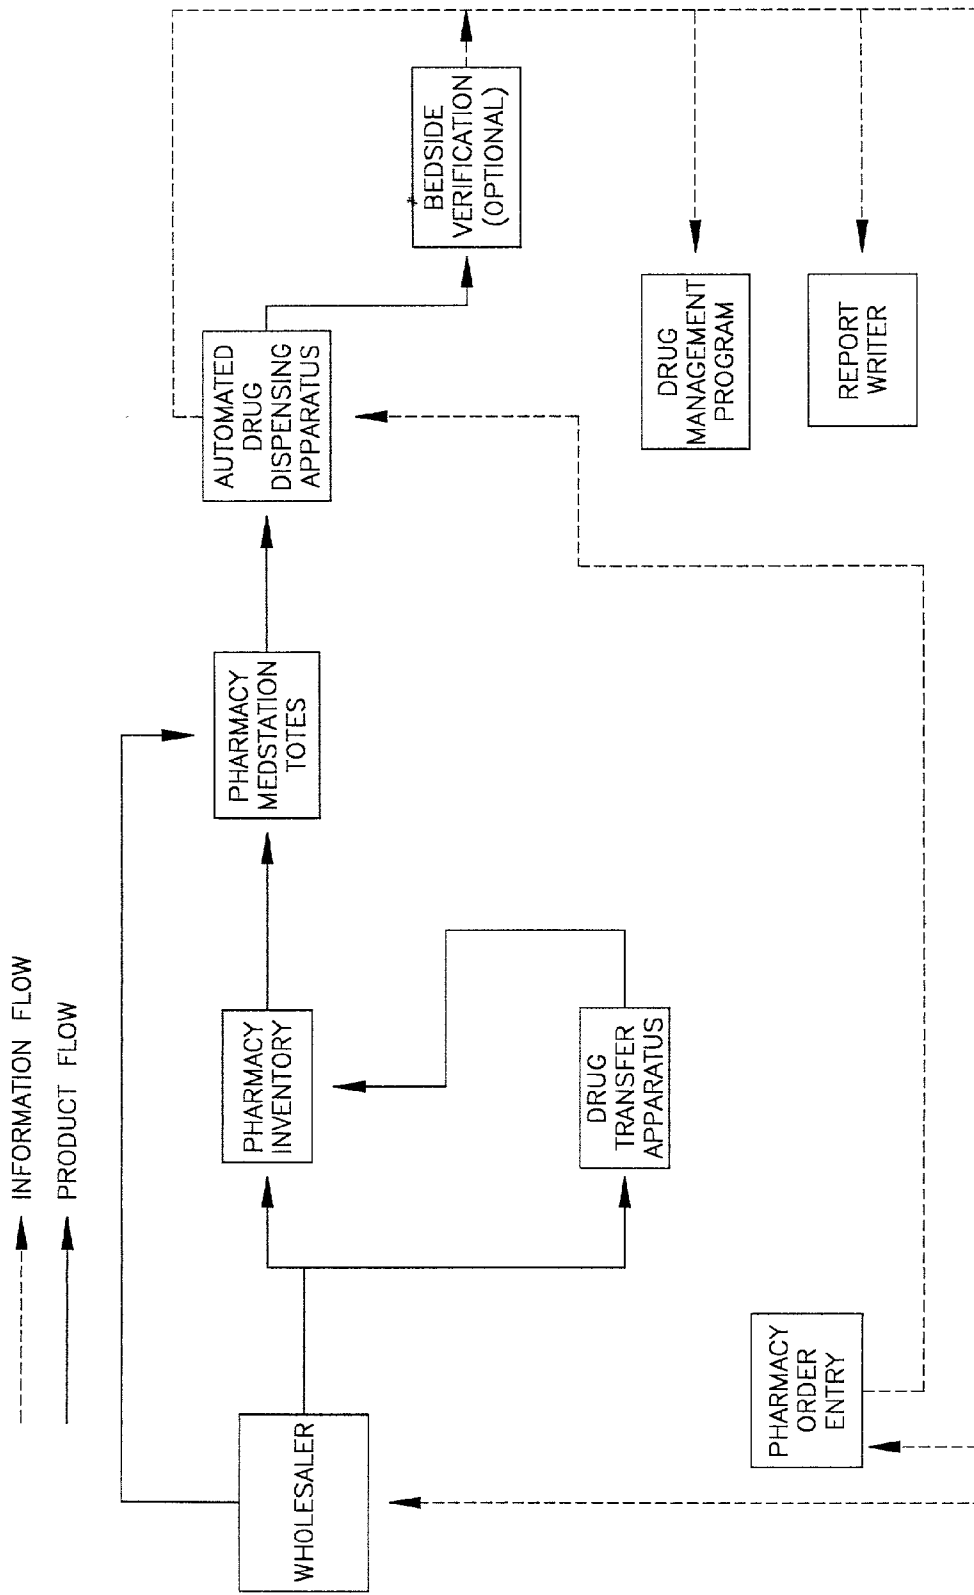 INFORMATION FLOW
PRODUCT FLOW
WHOLESALER
PHARMACY
INVENTORY
PHARMACY
MEDSTATION
TOTES
AUTOMATED
DRUG
DISPENSING
APPARATUS
BEDSIDE
VERIFICATION
(OPTIONAL)
DRUG
TRANSFER
APPARATUS
DRUG
MANAGEMENT
PROGRAM
PHARMACY
ORDER
ENTRY
REPORT
WRITER